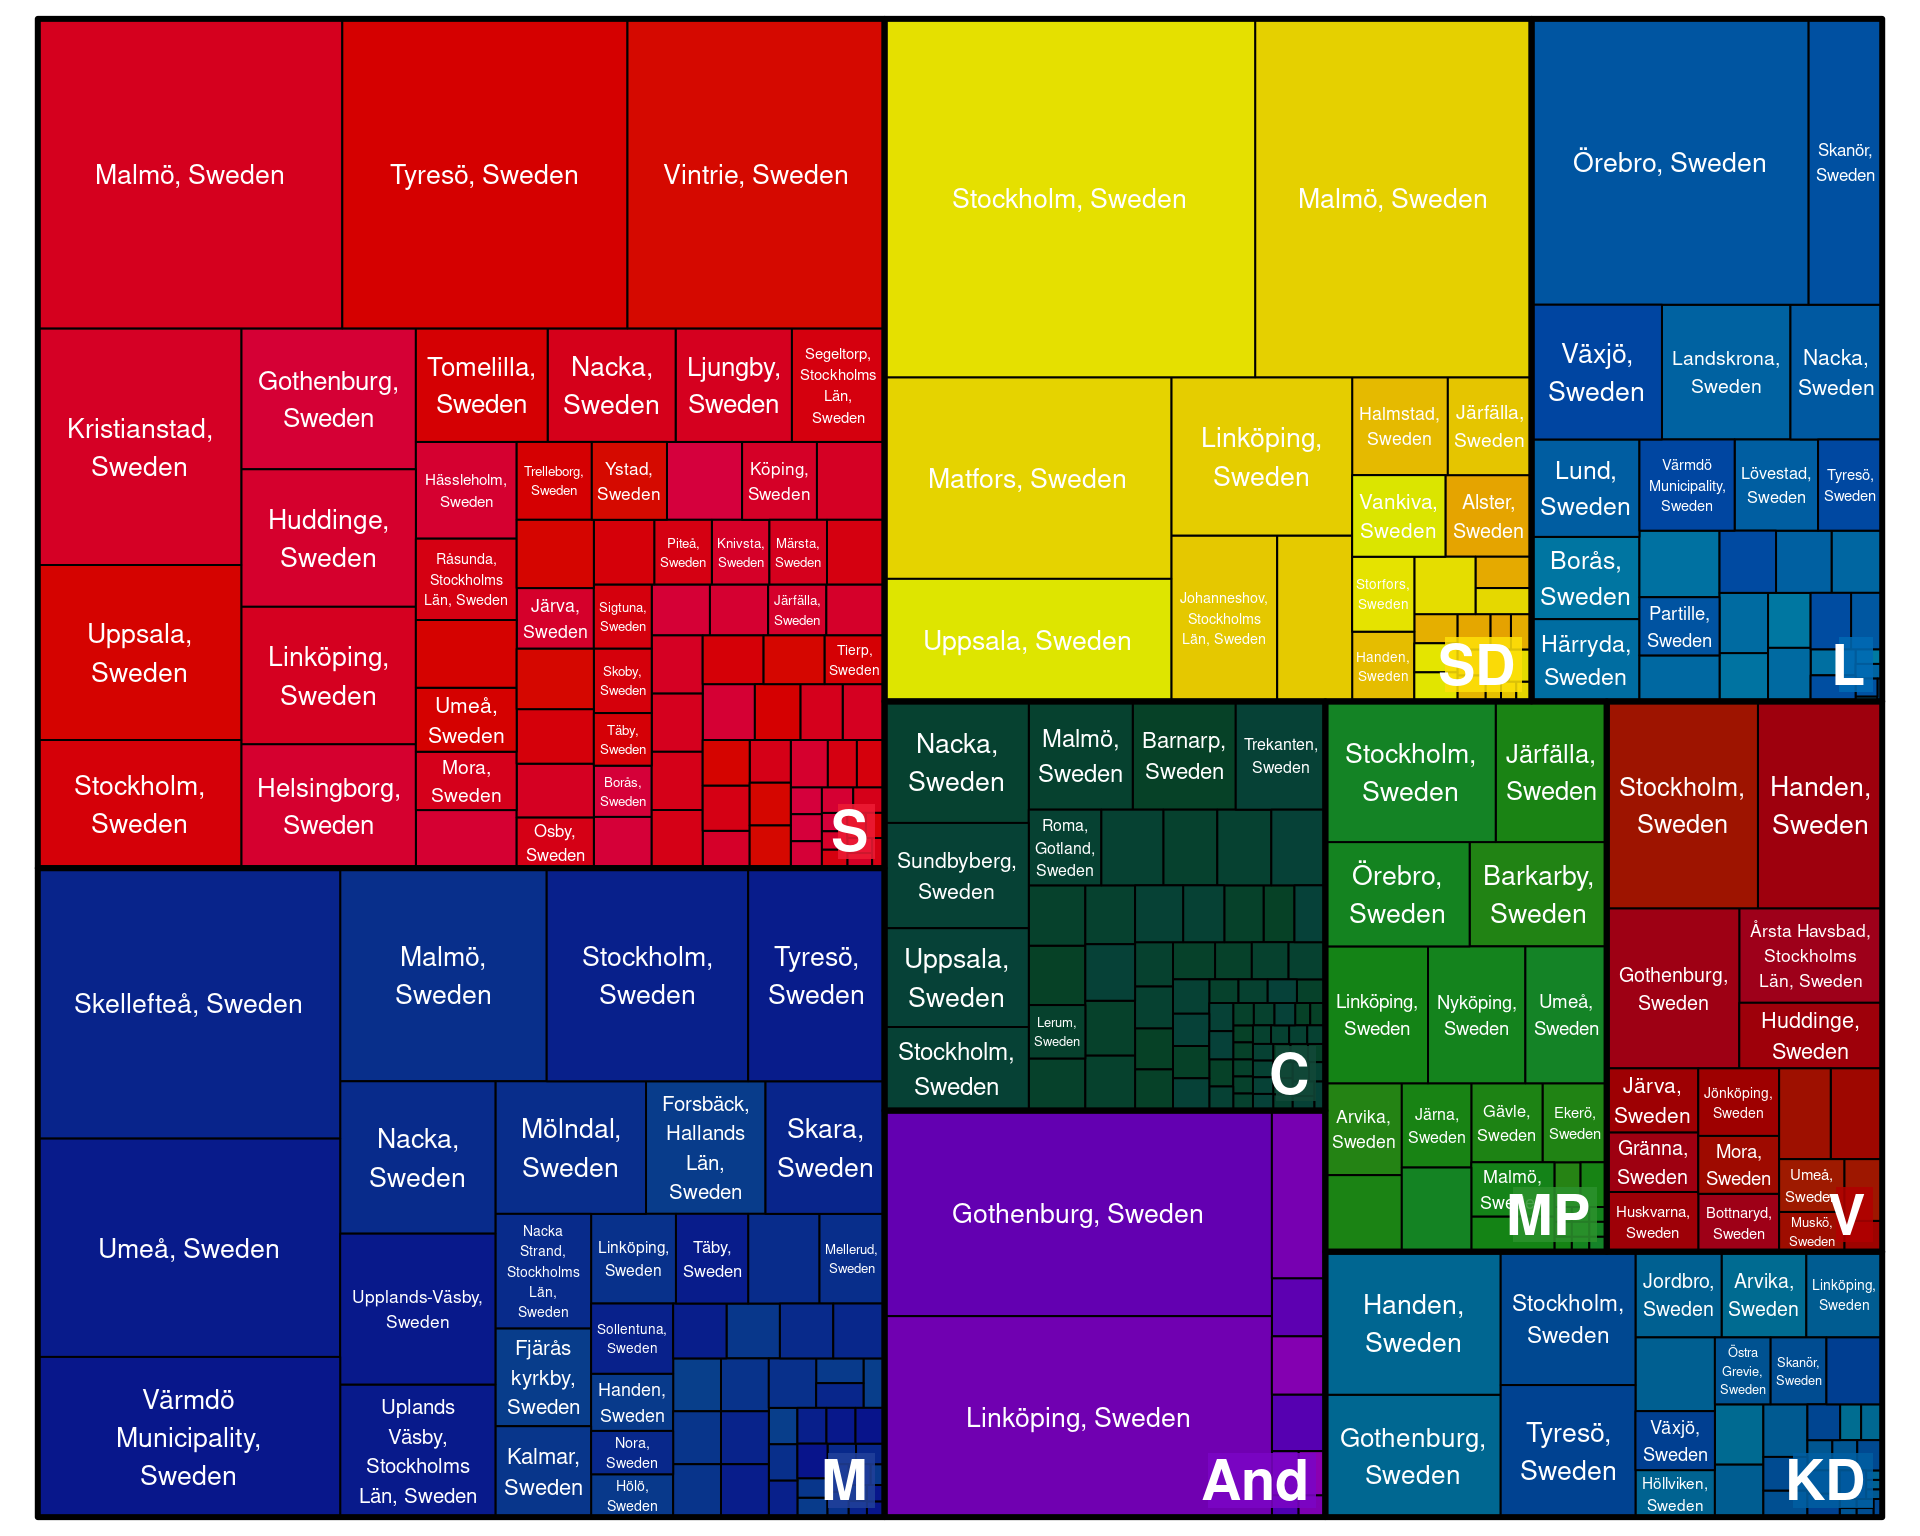 Malmö, Sweden
Tyresö, Sweden
Vintrie, Sweden
Kristianstad,
Sweden
Uppsala,
Sweden
Stockholm,
Sweden
Gothenburg,
Sweden
Huddinge,
Sweden
Linköping,
Sweden
Helsingborg,
Sweden
Tomelilla,
Sweden
Nacka,
Sweden
Ljungby,
Sweden
Segeltorp,
Stockholms
Län,
Sweden
Hässleholm,
Sweden
Råsunda,
Stockholms
Län, Sweden
Umeå,
Sweden
Mora,
Sweden
Trelleborg,
Sweden
Ystad,
Sweden
Köping,
Sweden
Piteå,
Sweden
Knivsta,
Sweden
Märsta,
Sweden
Järva,
Sweden
Sigtuna,
Sweden
Järfälla,
Sweden
Skoby,
Sweden
Tierp,
Sweden
Täby,
Sweden
Borås,
Sweden
Osby,
Sweden
S
Stockholm, Sweden
Malmö, Sweden
Matfors, Sweden
Uppsala, Sweden
Linköping,
Sweden
Johanneshov,
Stockholms
Län, Sweden
Halmstad,
Sweden
Järfälla,
Sweden
Vankiva,
Sweden
Alster,
Sweden
Storfors,
Sweden
Handen,
Sweden
SD
Örebro, Sweden
Skanör,
Sweden
Växjö,
Sweden
Landskrona,
Sweden
Nacka,
Sweden
Lund,
Sweden
Borås,
Sweden
Härryda,
Sweden
Värmdö
Municipality,
Sweden
Lövestad,
Sweden
Tyresö,
Sweden
Partille,
Sweden
L
Skellefteå, Sweden
Umeå, Sweden
Värmdö
Municipality,
Sweden
Malmö,
Sweden
Stockholm,
Sweden
Tyresö,
Sweden
Nacka,
Sweden
Upplands-Väsby,
Sweden
Uplands
Väsby,
Stockholms
Län, Sweden
Mölndal,
Sweden
Forsbäck,
Hallands
Län,
Sweden
Skara,
Sweden
Nacka
Strand,
Stockholms
Län,
Sweden
Fjärås
kyrkby,
Sweden
Kalmar,
Sweden
Linköping,
Sweden
Täby,
Sweden
Mellerud,
Sweden
Sollentuna,
Sweden
Handen,
Sweden
Nora,
Sweden
Hölö,
Sweden
M
Nacka,
Sweden
Sundbyberg,
Sweden
Uppsala,
Sweden
Stockholm,
Sweden
Malmö,
Sweden
Barnarp,
Sweden
Trekanten,
Sweden
Roma,
Gotland,
Sweden
Lerum,
Sweden
C
Gothenburg, Sweden
Linköping, Sweden
And
Stockholm,
Sweden
Järfälla,
Sweden
Örebro,
Sweden
Barkarby,
Sweden
Linköping,
Sweden
Nyköping,
Sweden
Umeå,
Sweden
Arvika,
Sweden
Järna,
Sweden
Gävle,
Sweden
Ekerö,
Sweden
Malmö,
Sweden
MP
Stockholm,
Sweden
Handen,
Sweden
Gothenburg,
Sweden
Årsta Havsbad,
Stockholms
Län, Sweden
Huddinge,
Sweden
Järva,
Sweden
Gränna,
Sweden
Huskvarna,
Sweden
Jönköping,
Sweden
Mora,
Sweden
Bottnaryd,
Sweden
Umeå,
Sweden
Muskö,
Sweden
V
Handen,
Sweden
Gothenburg,
Sweden
Stockholm,
Sweden
Tyresö,
Sweden
Jordbro,
Sweden
Arvika,
Sweden
Linköping,
Sweden
Östra
Grevie,
Sweden
Skanör,
Sweden
Växjö,
Sweden
Höllviken,
Sweden
KD